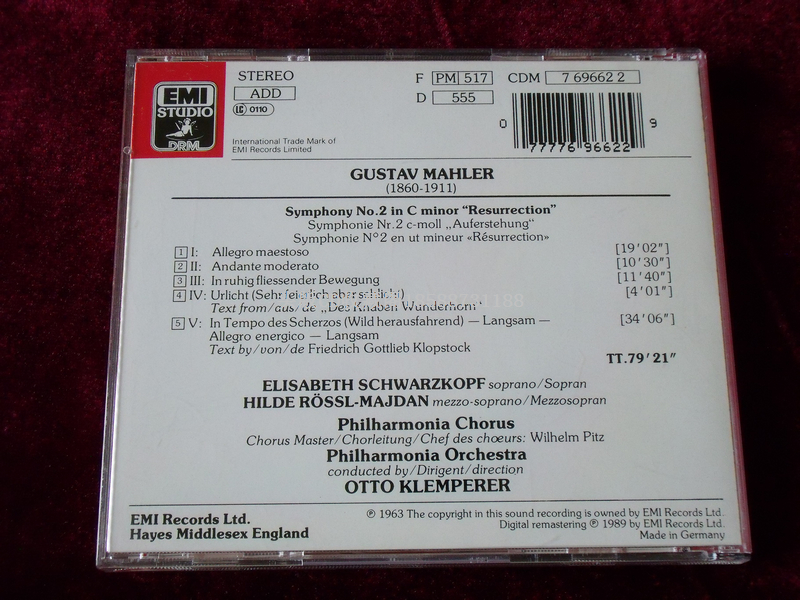 STEREO
ADD
LC 0110
F PM 517 CDM 7 69662 2
D 555
EMI
STUDIO
DRM
International Trade Mark of
EMI Records Limited
0 77776 96622 9
GUSTAV MAHLER
(1860-1911)
Symphony No.2 in C minor “Resurrection”
Symphonie Nr.2 c-moll „Auferstehung“
Symphonie N°2 en ut mineur «Résurrection»
1 I: Allegro maestoso [19′02″]
2 II: Andante moderato [10′30″]
3 III: In ruhig fliessender Bewegung [11′40″]
4 IV: Urlicht (Sehr feierlich aber schlicht) [4′01″]
Text from/aus/de „Des Knaben Wunderhorn“
5 V: In Tempo des Scherzos (Wild herausfahrend) — Langsam — [34′06″]
Allegro energico — Langsam
Text by/von/de Friedrich Gottlieb Klopstock
TT.79′21″
ELISABETH SCHWARZKOPF soprano/Sopran
HILDE RÖSSL-MAJDAN mezzo-soprano/Mezzosopran
Philharmonia Chorus
Chorus Master/Chorleitung/Chef des chœurs: Wilhelm Pitz
Philharmonia Orchestra
conducted by/Dirigent/direction
OTTO KLEMPERER
EMI Records Ltd.
Hayes Middlesex England
℗ 1963 The copyright in this sound recording is owned by EMI Records Ltd.
Digital remastering ℗ 1989 by EMI Records Ltd.
Made in Germany